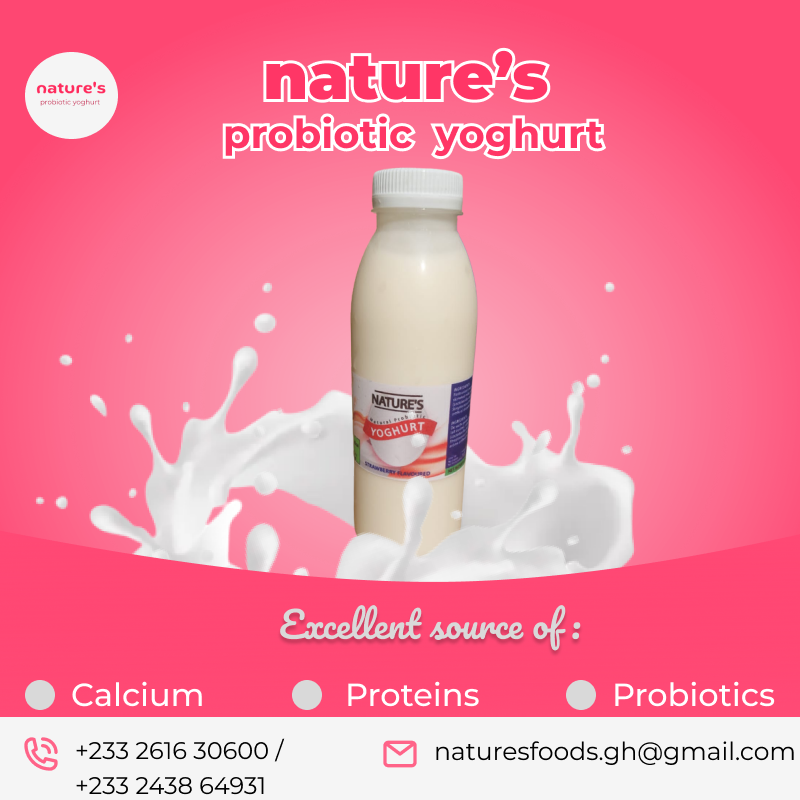 nature's
probiotic yoghurt
nature's
probiotic yoghurt
NATURE'S
YOGHURT
STRAWBERRY FLAVOURED
Excellent source of :
Calcium
Proteins
Probiotics
+233 2616 30600 /
+233 2438 64931
naturesfoods.gh@gmail.com